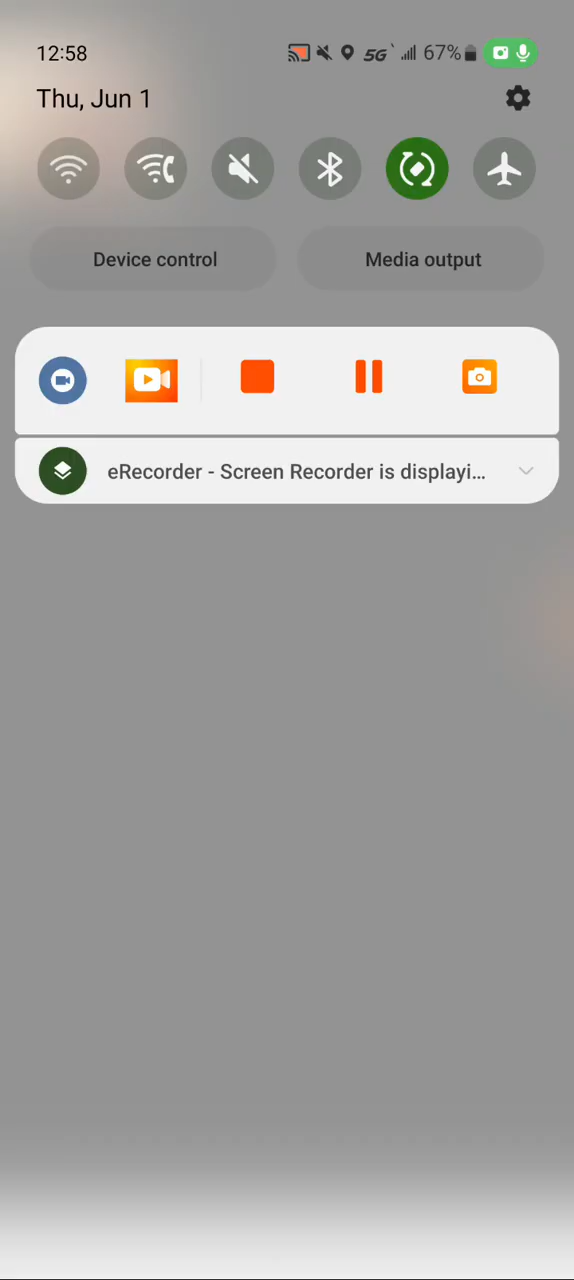 12:58
5G 67%
Thu, Jun 1
Device control
Media output
eRecorder - Screen Recorder is displayi...